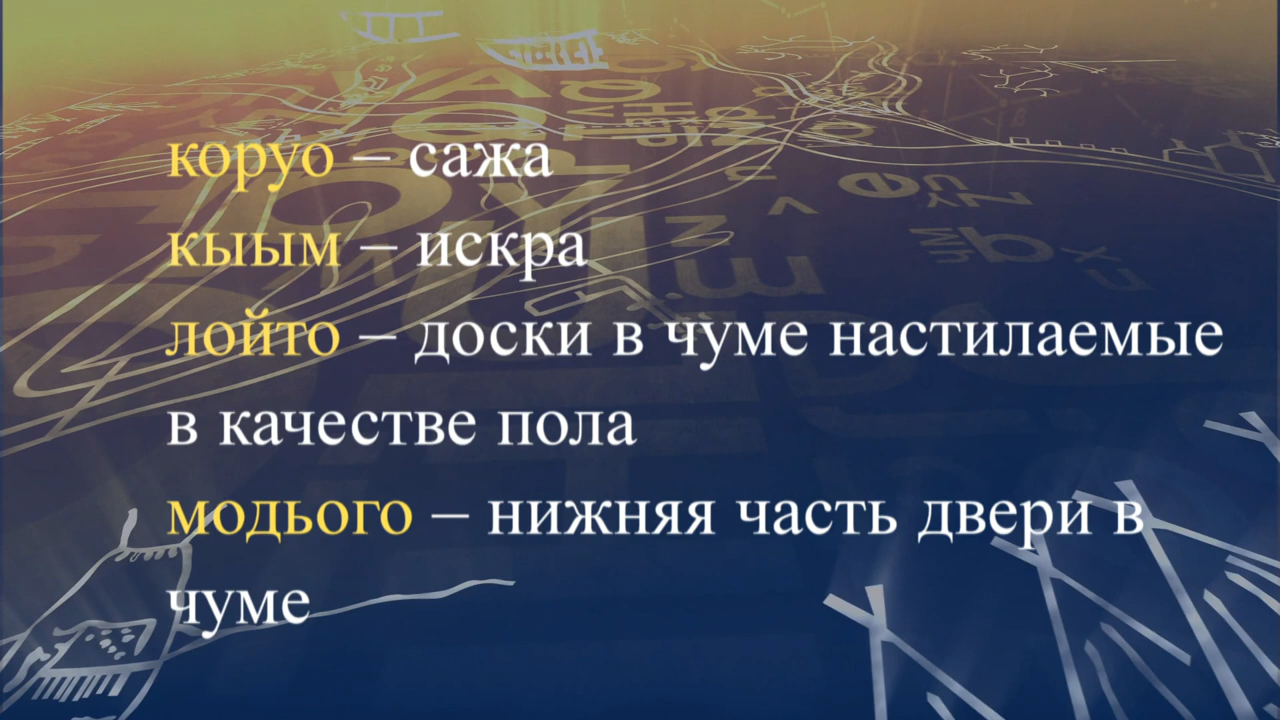 коруо – сажа
кыым – искра
лойто – доски в чуме настилаемые
в качестве пола
модього – нижняя часть двери в
чуме